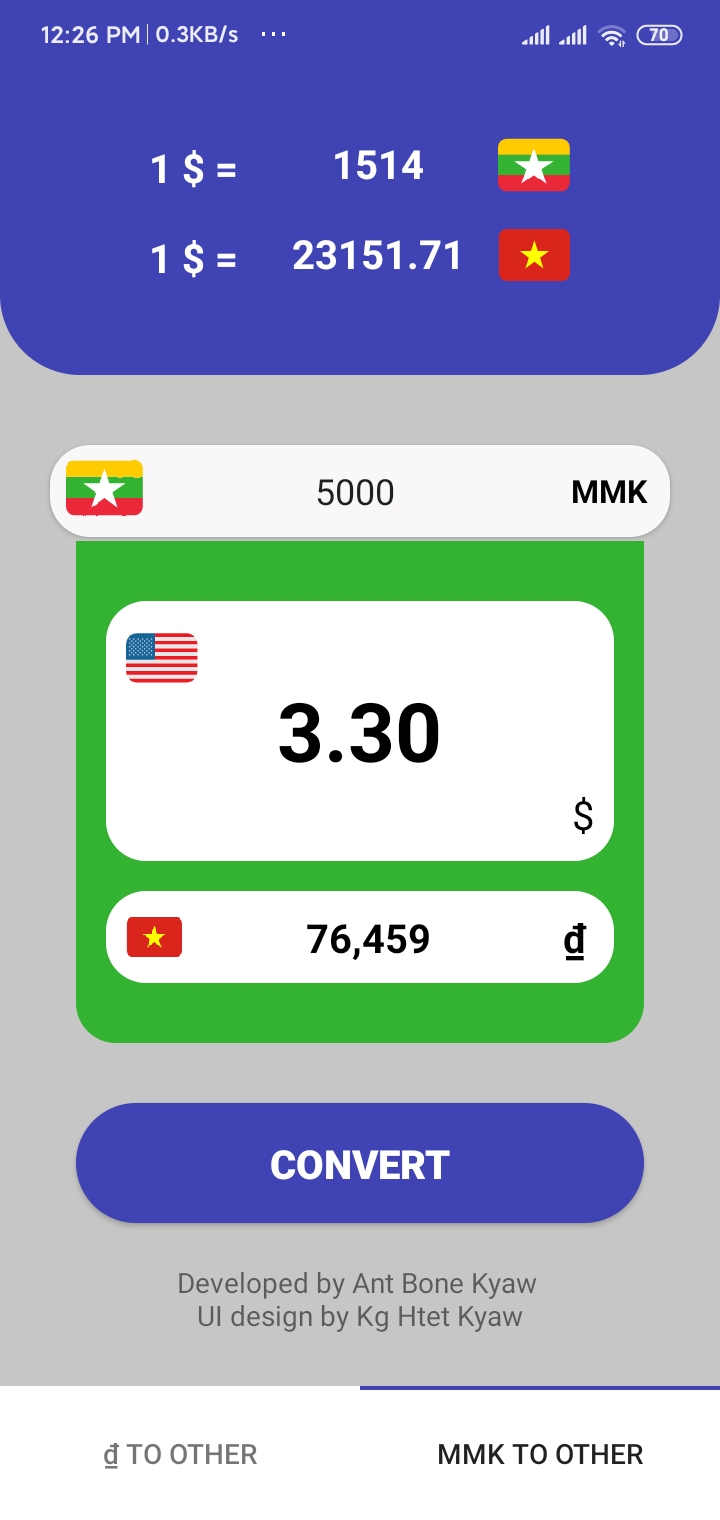 12:26 PM | 0.3KB/s ... 70
1 $ = 1514
1 $ = 23151.71
5000 MMK
3.30
$
76,459 ₫
CONVERT
Developed by Ant Bone Kyaw
UI design by Kg Htet Kyaw
₫ TO OTHER MMK TO OTHER